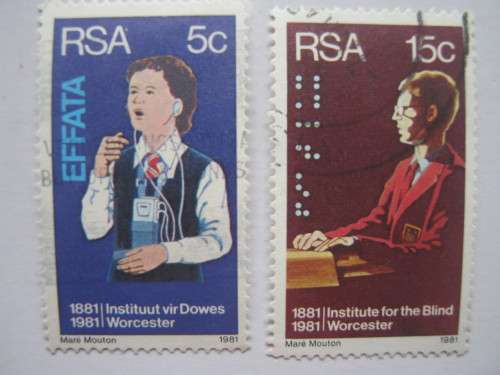 RSA 5c
EFFATA
1881 Instituut vir Dowes
1981 Worcester
Maré Mouton 1981
RSA 15c
1881 Institute for the Blind
1981 Worcester
Maré Mouton 1981